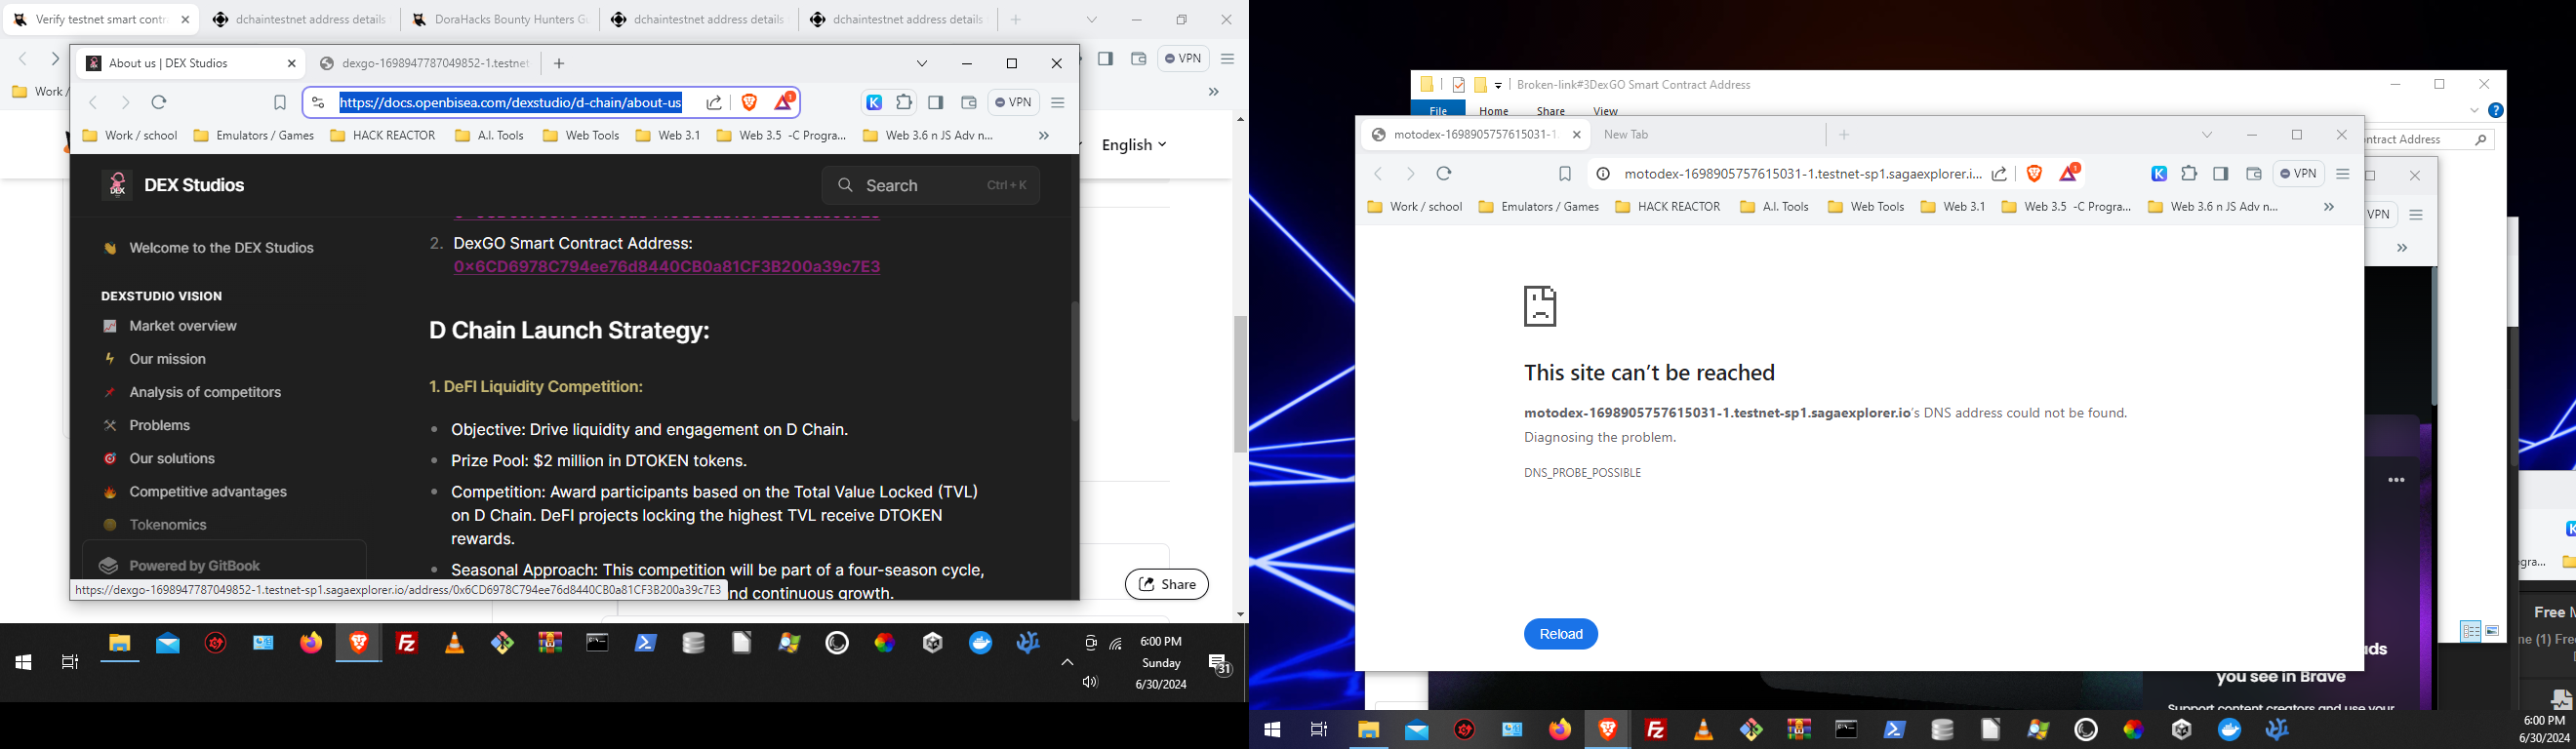 Verify testnet smart contr
dchaintestnet address details
DoraHacks Bounty Hunters G
dchaintestnet address details
dchaintestnet address details
VPN
Work /
English
Share
About us | DEX Studios
dexgo-1698947787049852-1.testnet
https://docs.openbisea.com/dexstudio/d-chain/about-us
1
VPN
Work / school
Emulators / Games
HACK REACTOR
A.I. Tools
Web Tools
Web 3.1
Web 3.5 -C Progra...
Web 3.6 n JS Adv n...
DEX Studios
Search
Ctrl + K
Welcome to the DEX Studios
DEXSTUDIO VISION
Market overview
Our mission
Analysis of competitors
Problems
Our solutions
Competitive advantages
Tokenomics
Powered by GitBook
2. DexGO Smart Contract Address:
0x6CD6978C794ee76d8440CB0a81CF3B200a39c7E3
D Chain Launch Strategy:
1. DeFI Liquidity Competition:
Objective: Drive liquidity and engagement on D Chain.
Prize Pool: $2 million in DTOKEN tokens.
Competition: Award participants based on the Total Value Locked (TVL)
on D Chain. DeFI projects locking the highest TVL receive DTOKEN
rewards.
Seasonal Approach: This competition will be part of a four-season cycle,
nd continuous growth.
https://dexgo-1698947787049852-1.testnet-sp1.sagaexplorer.io/address/0x6CD6978C794ee76d8440CB0a81CF3B200a39c7E3
6:00 PM
Sunday
6/30/2024
31
Broken-link#3DexGO Smart Contract Address
File
Home
Share
View
ntract Address
motodex-1698905757615031-1.
New Tab
motodex-1698905757615031-1.testnet-sp1.sagaexplorer.i...
1
VPN
Work / school
Emulators / Games
HACK REACTOR
A.I. Tools
Web Tools
Web 3.1
Web 3.5 -C Progra...
Web 3.6 n JS Adv n...
This site can't be reached
motodex-1698905757615031-1.testnet-sp1.sagaexplorer.io's DNS address could not be found.
Diagnosing the problem.
DNS_PROBE_POSSIBLE
Reload
VPN
gra...
Free M
ne (1) Free
ads
you see in Brave
Support content creators and use your
6:00 PM
6/30/2024